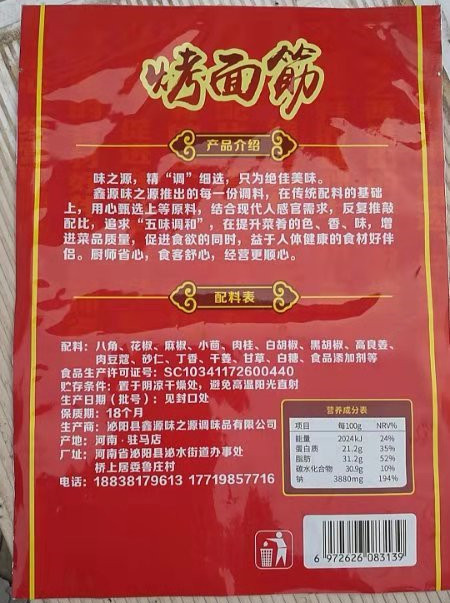 烤面筋
产品介绍
味之源，精“调”细选，只为绝佳美味。
鑫源味之源推出的每一份调料，在传统配料的基础
上，用心甄选上等原料，结合现代人感官需求，反复推敲
配比，追求“五味调和”，在提升菜肴的色、香、味，增
进菜品质量，促进食欲的同时，益于人体健康的食材好伴
侣。厨师省心，食客舒心，经营更顺心。
配料表
配料：八角、花椒、麻椒、小茴、肉桂、白胡椒、黑胡椒、高良姜、
肉豆蔻、砂仁、丁香、干姜、甘草、白糖、食品添加剂等
食品生产许可证号：SC10341172600440
贮存条件：置于阴凉干燥处，避免高温阳光直射
生产日期（批号）：见封口处
保质期：18个月
商户：泌阳县鑫源味之源调味品有限公司
产地：河南·驻马店
厂址：河南省泌阳县泌水街道办事处
桥上居委鲁庄村
电话：18838179613 17719857716
营养成分表
项目 每100g NRV%
能量 2024kJ 24%
蛋白质 21.2g 35%
脂肪 31.2g 52%
碳水化合物 30.9g 10%
钠 3880mg 194%
6 972626 083139